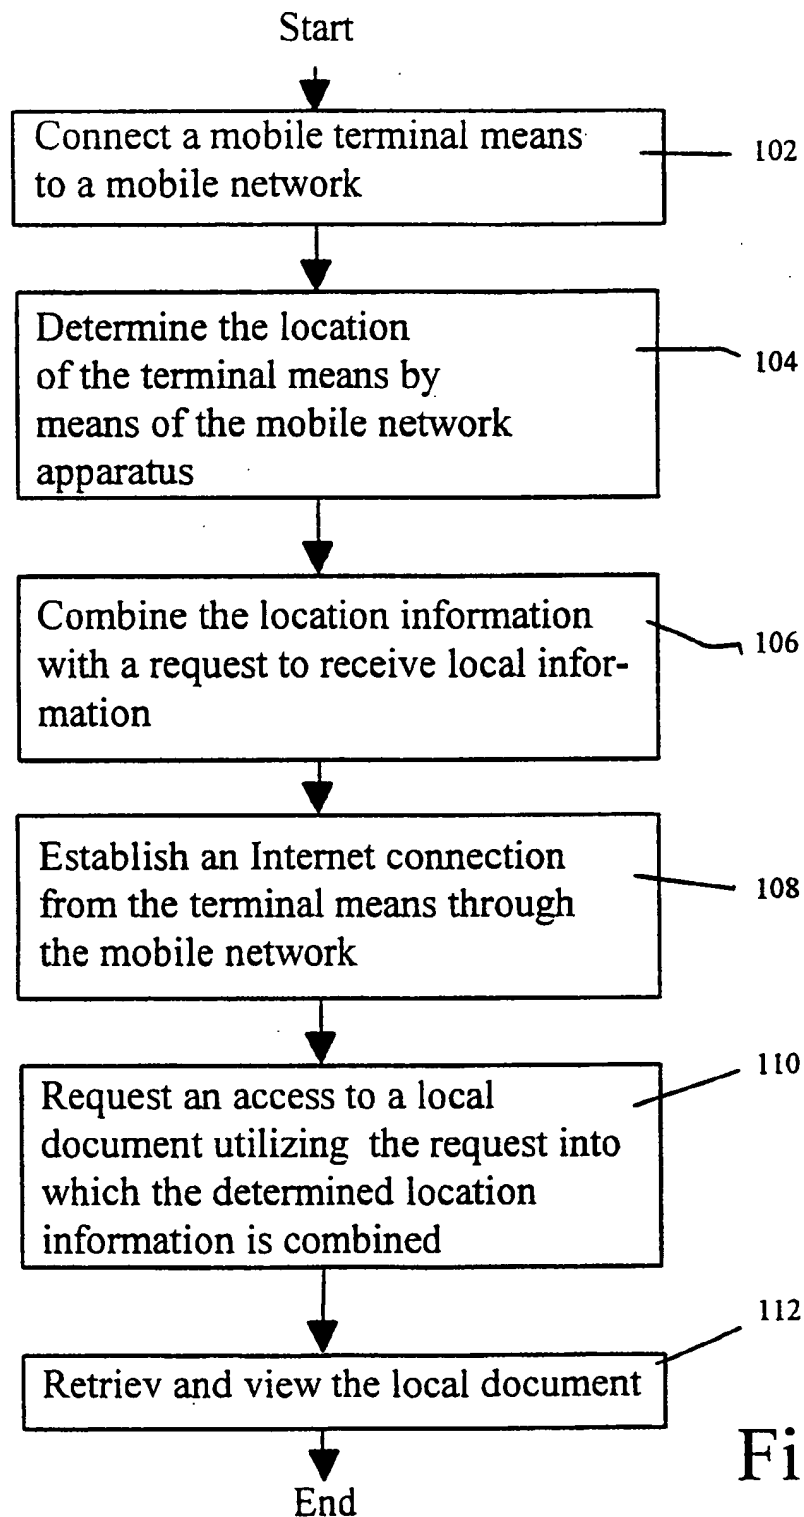 Start
Connect a mobile terminal means
to a mobile network
102
Determine the location
of the terminal means by
means of the mobile network
apparatus
104
Combine the location information
with a request to receive local infor-
mation
106
Establish an Internet connection
from the terminal means through
the mobile network
108
Request an access to a local
document utilizing the request into
which the determined location
information is combined
110
Retriev and view the local document
112
End
Fi